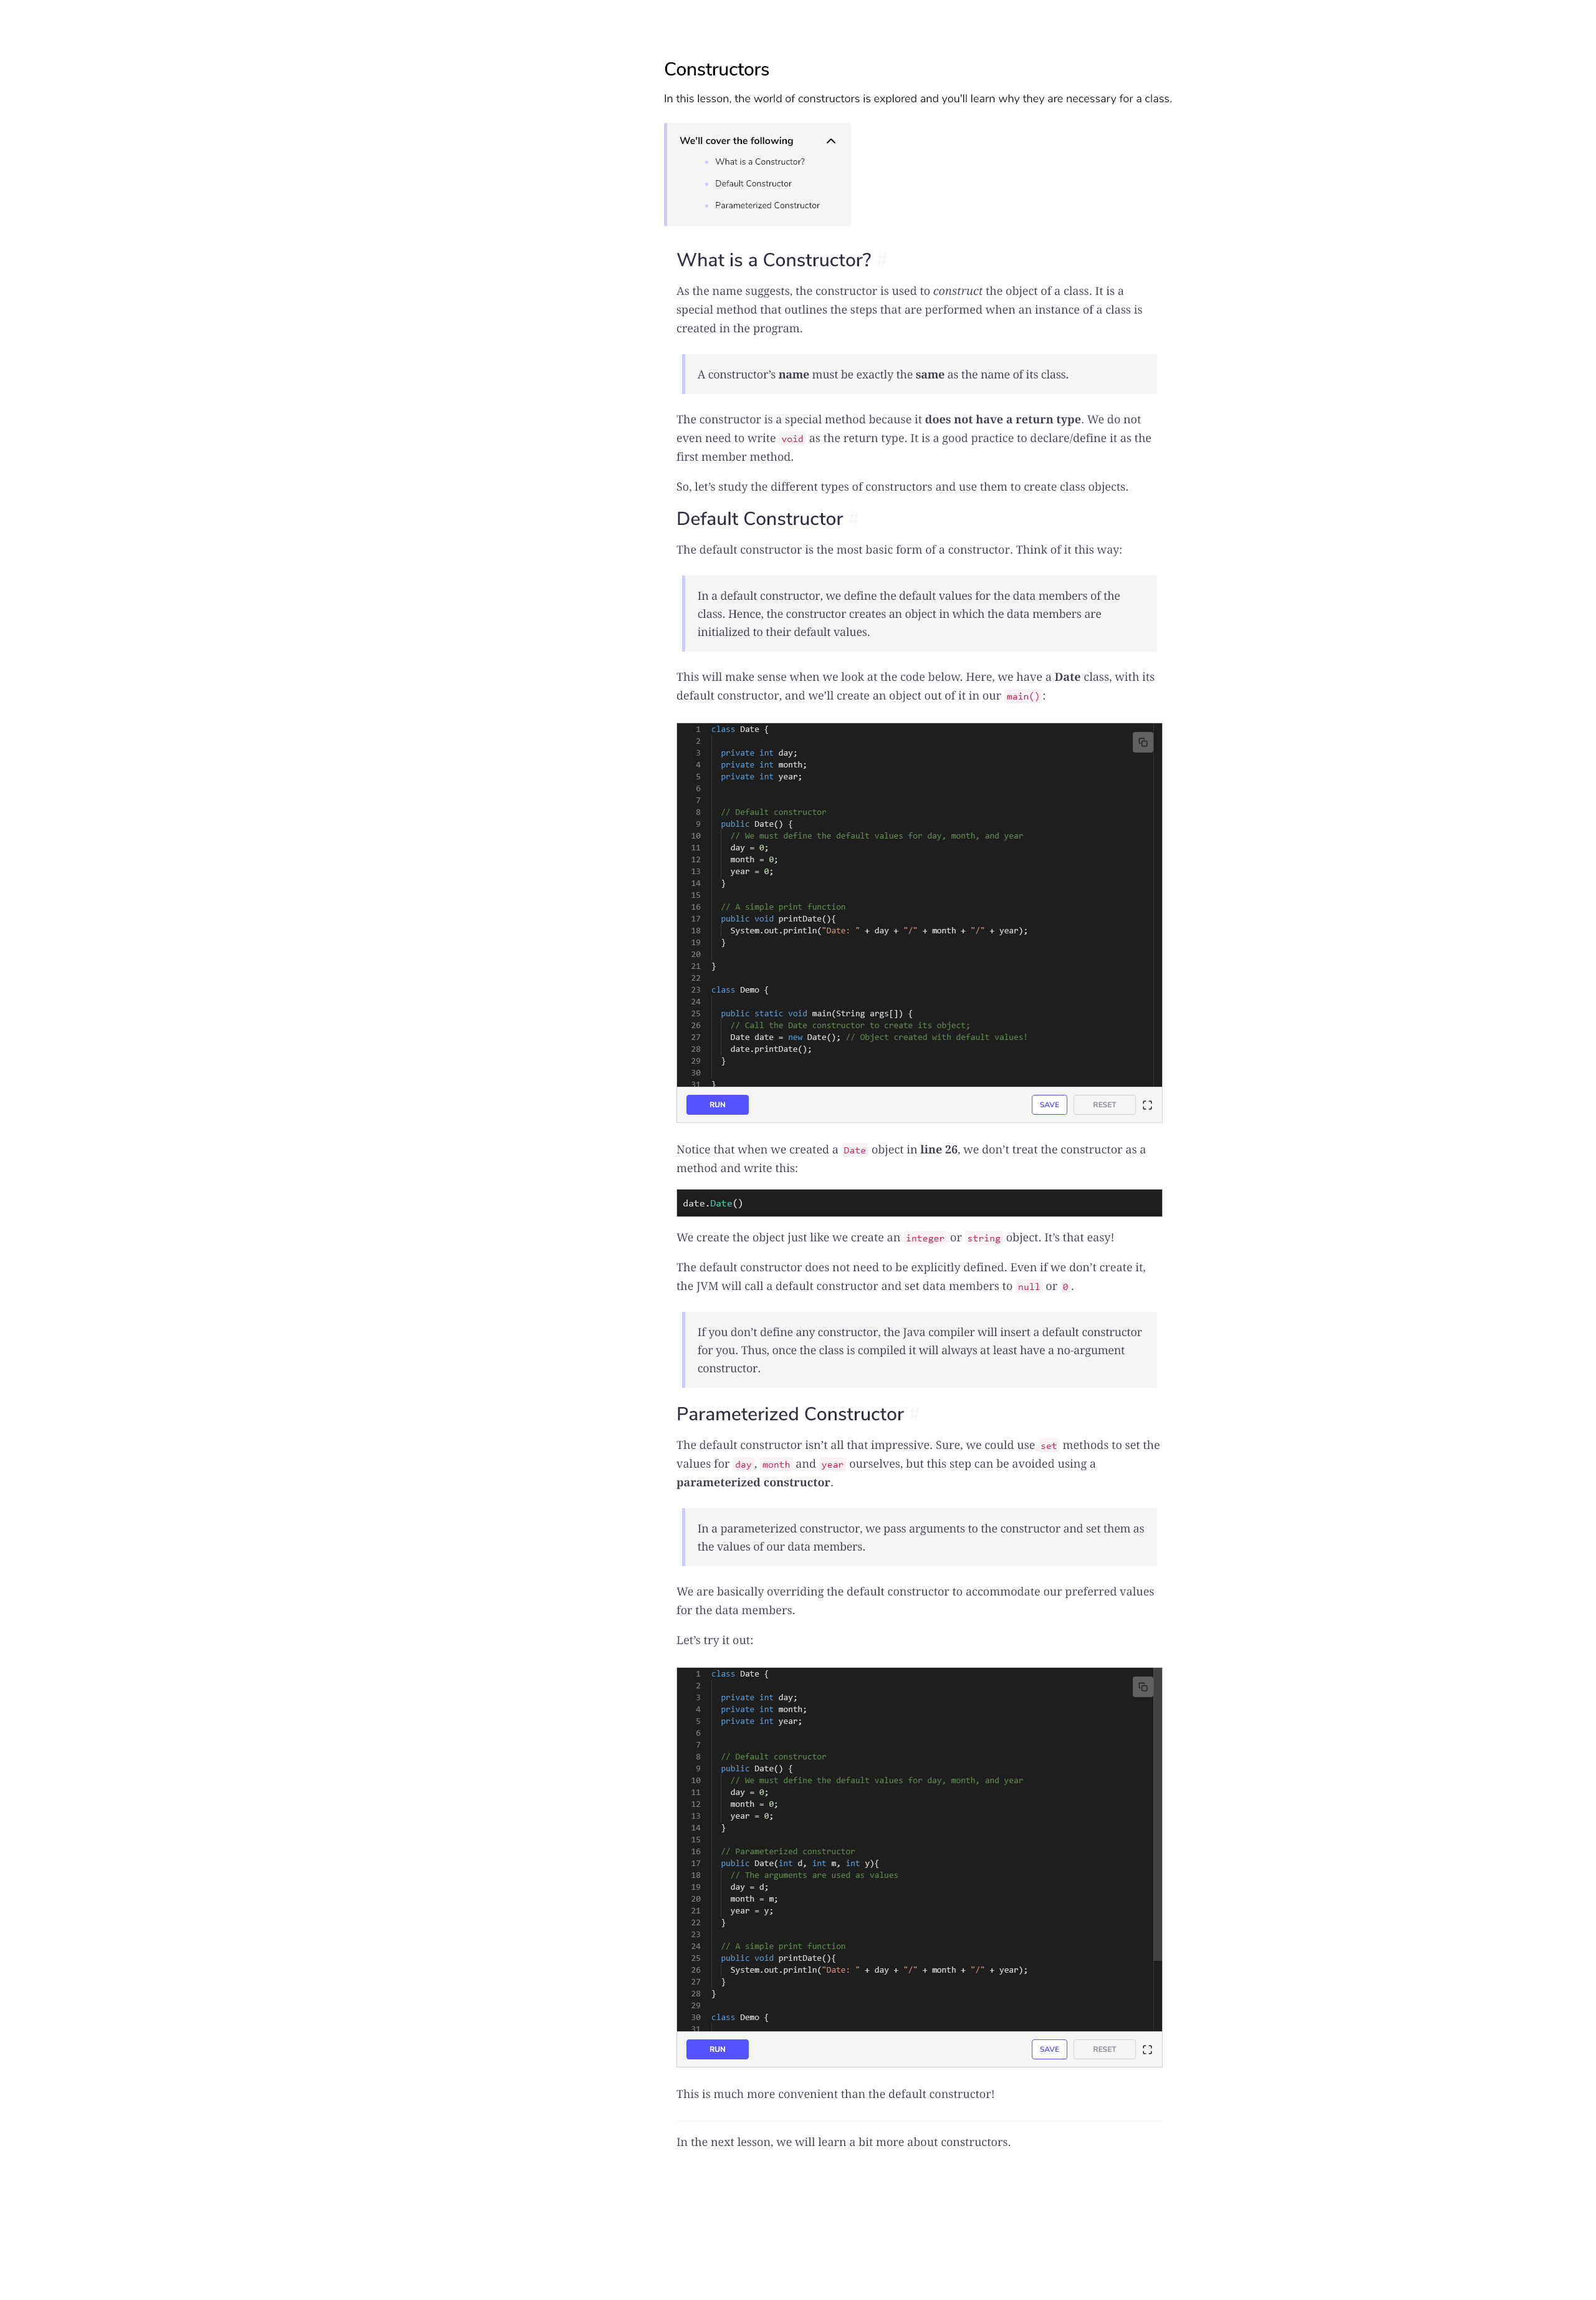 Constructors
In this lesson, the world of constructors is explored and you'll learn why they are necessary for a class.
We'll cover the following
What is a Constructor?
Default Constructor
Parameterized Constructor
What is a Constructor? #
As the name suggests, the constructor is used to construct the object of a class. It is a
special method that outlines the steps that are performed when an instance of a class is
created in the program.
A constructor’s name must be exactly the same as the name of its class.
The constructor is a special method because it does not have a return type. We do not
even need to write void as the return type. It is a good practice to declare/define it as the
first member method.
So, let’s study the different types of constructors and use them to create class objects.
Default Constructor #
The default constructor is the most basic form of a constructor. Think of it this way:
In a default constructor, we define the default values for the data members of the
class. Hence, the constructor creates an object in which the data members are
initialized to their default values.
This will make sense when we look at the code below. Here, we have a Date class, with its
default constructor, and we’ll create an object out of it in our main() :
1 class Date {
2
3 private int day;
4 private int month;
5 private int year;
6
7
8 // Default constructor
9 public Date() {
10 // We must define the default values for day, month, and year
11 day = 0;
12 month = 0;
13 year = 0;
14 }
15
16 // A simple print function
17 public void printDate(){
18 System.out.println("Date: " + day + "/" + month + "/" + year);
19 }
20
21 }
22
23 class Demo {
24
25 public static void main(String args[]) {
26 // Call the Date constructor to create its object;
27 Date date = new Date(); // Object created with default values!
28 date.printDate();
29 }
30
31 }
RUN SAVE RESET
Notice that when we created a Date object in line 26, we don’t treat the constructor as a
method and write this:
date.Date()
We create the object just like we create an integer or string object. It’s that easy!
The default constructor does not need to be explicitly defined. Even if we don’t create it,
the JVM will call a default constructor and set data members to null or 0 .
If you don’t define any constructor, the Java compiler will insert a default constructor
for you. Thus, once the class is compiled it will always at least have a no-argument
constructor.
Parameterized Constructor #
The default constructor isn’t all that impressive. Sure, we could use set methods to set the
values for day , month and year ourselves, but this step can be avoided using a
parameterized constructor.
In a parameterized constructor, we pass arguments to the constructor and set them as
the values of our data members.
We are basically overriding the default constructor to accommodate our preferred values
for the data members.
Let’s try it out:
1 class Date {
2
3 private int day;
4 private int month;
5 private int year;
6
7
8 // Default constructor
9 public Date() {
10 // We must define the default values for day, month, and year
11 day = 0;
12 month = 0;
13 year = 0;
14 }
15
16 // Parameterized constructor
17 public Date(int d, int m, int y){
18 // The arguments are used as values
19 day = d;
20 month = m;
21 year = y;
22 }
23
24 // A simple print function
25 public void printDate(){
26 System.out.println("Date: " + day + "/" + month + "/" + year);
27 }
28 }
29
30 class Demo {
31
RUN SAVE RESET
This is much more convenient than the default constructor!
In the next lesson, we will learn a bit more about constructors.